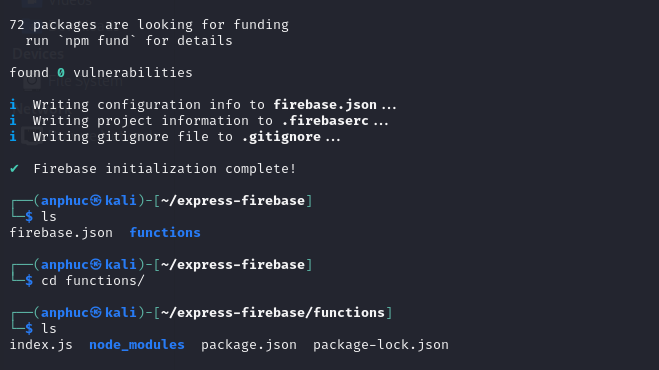 72 packages are looking for funding
run `npm fund` for details
Devices
found 0 vulnerabilities
File System
i Writing configuration info to firebase.json...
i Writing project information to .firebaserc...
i Writing gitignore file to .gitignore...
✔ Firebase initialization complete!
┌──(anphuc㉿kali)-[~/express-firebase]
└─$ ls
firebase.json functions
┌──(anphuc㉿kali)-[~/express-firebase]
└─$ cd functions/
┌──(anphuc㉿kali)-[~/express-firebase/functions]
└─$ ls
index.js node_modules package.json package-lock.json